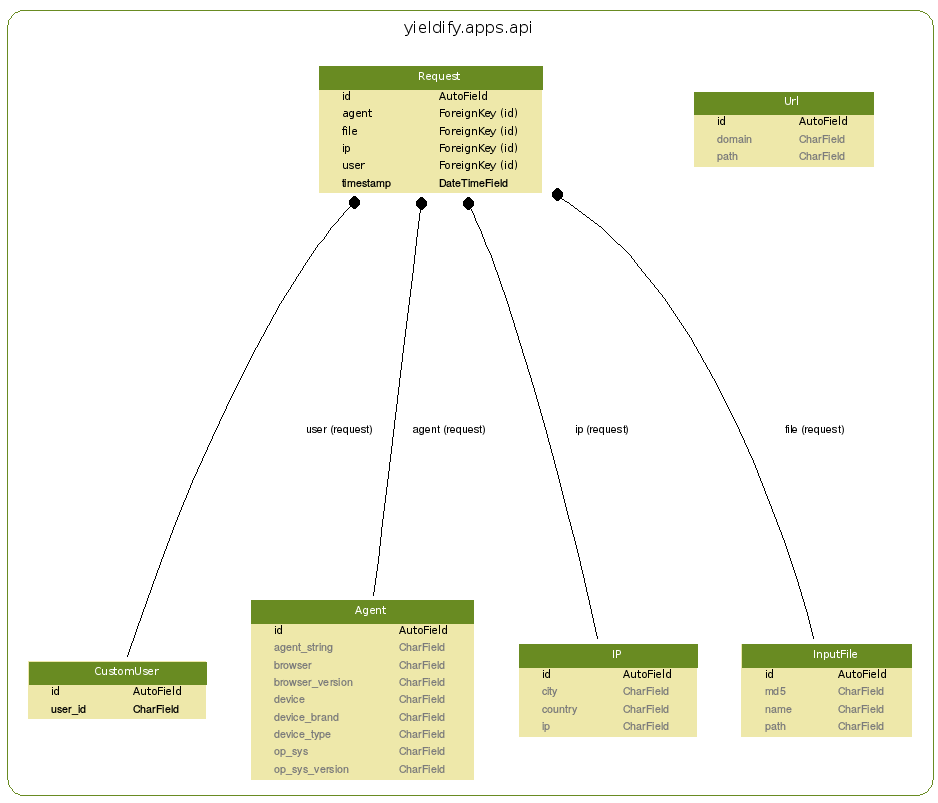 yieldify.apps.api
Request
id AutoField
agent ForeignKey (id)
file ForeignKey (id)
ip ForeignKey (id)
user ForeignKey (id)
timestamp DateTimeField
Url
id AutoField
domain CharField
path CharField
user (request)
agent (request)
ip (request)
file (request)
CustomUser
id AutoField
user_id CharField
Agent
id AutoField
agent_string CharField
browser CharField
browser_version CharField
device CharField
device_brand CharField
device_type CharField
op_sys CharField
op_sys_version CharField
IP
id AutoField
city CharField
country CharField
ip CharField
InputFile
id AutoField
md5 CharField
name CharField
path CharField